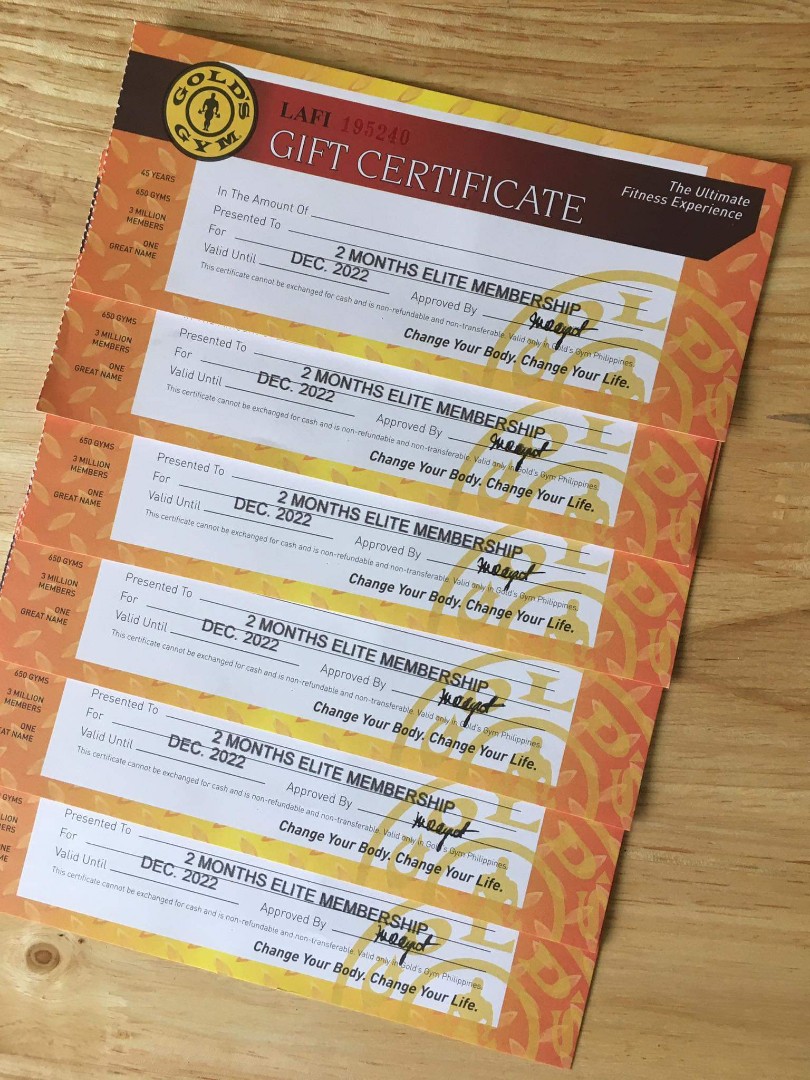 GOLD'S GYM
LAFI 195240
GIFT CERTIFICATE
The Ultimate
Fitness Experience
45 YEARS
650 GYMS
3 MILLION
MEMBERS
ONE
GREAT NAME
In The Amount Of
Presented To
For 2 MONTHS ELITE MEMBERSHIP
Valid Until DEC. 2022 Approved By
This certificate cannot be exchanged for cash and is non-refundable and non-transferable. Valid only in Gold's Gym Philippines.
Change Your Body. Change Your Life.
650 GYMS
3 MILLION
MEMBERS
ONE
GREAT NAME
Presented To
For 2 MONTHS ELITE MEMBERSHIP
Valid Until DEC. 2022 Approved By
This certificate cannot be exchanged for cash and is non-refundable and non-transferable. Valid only in Gold's Gym Philippines.
Change Your Body. Change Your Life.
650 GYMS
3 MILLION
MEMBERS
ONE
GREAT NAME
Presented To
For 2 MONTHS ELITE MEMBERSHIP
Valid Until DEC. 2022 Approved By
This certificate cannot be exchanged for cash and is non-refundable and non-transferable. Valid only in Gold's Gym Philippines.
Change Your Body. Change Your Life.
650 GYMS
3 MILLION
MEMBERS
ONE
GREAT NAME
Presented To
For 2 MONTHS ELITE MEMBERSHIP
Valid Until DEC. 2022 Approved By
This certificate cannot be exchanged for cash and is non-refundable and non-transferable. Valid only in Gold's Gym Philippines.
Change Your Body. Change Your Life.
650 GYMS
3 MILLION
MEMBERS
ONE
AT NAME
Presented To
For 2 MONTHS ELITE MEMBERSHIP
Valid Until DEC. 2022 Approved By
This certificate cannot be exchanged for cash and is non-refundable and non-transferable. Valid only in Gold's Gym Philippines.
Change Your Body. Change Your Life.
GYMS
LION
ERS
NE
ME
Presented To
For 2 MONTHS ELITE MEMBERSHIP
Valid Until DEC. 2022 Approved By
This certificate cannot be exchanged for cash and is non-refundable and non-transferable. Valid only in Gold's Gym Philippines.
Change Your Body. Change Your Life.